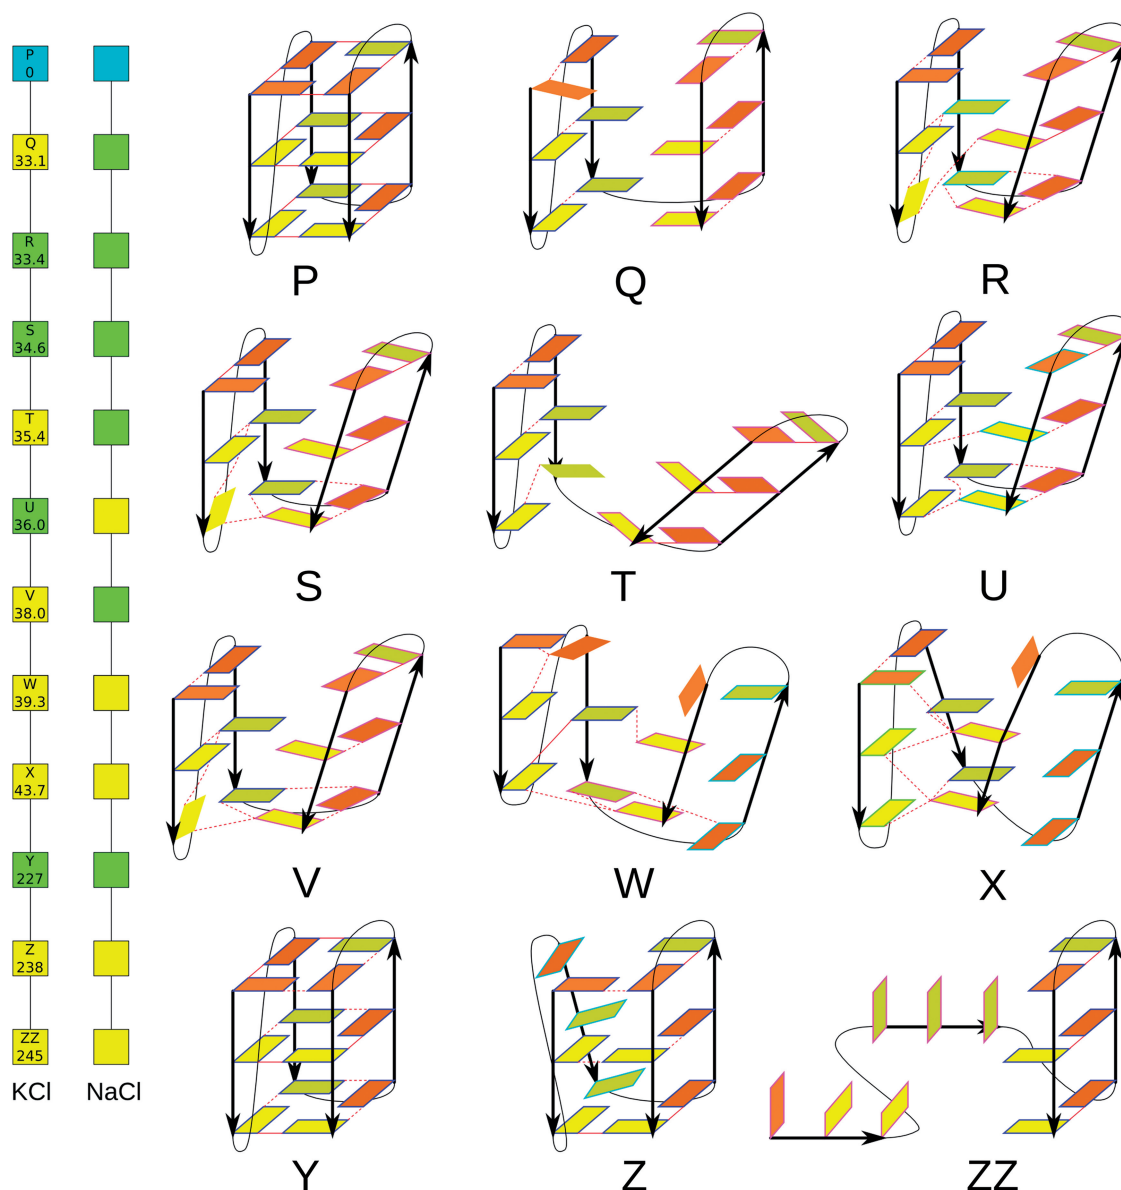 P
0
Q
33.1
R
33.4
S
34.6
T
35.4
U
36.0
V
38.0
W
39.3
X
43.7
Y
227
Z
238
ZZ
245
KCl NaCl
P Q R
S T U
V W X
Y Z ZZ